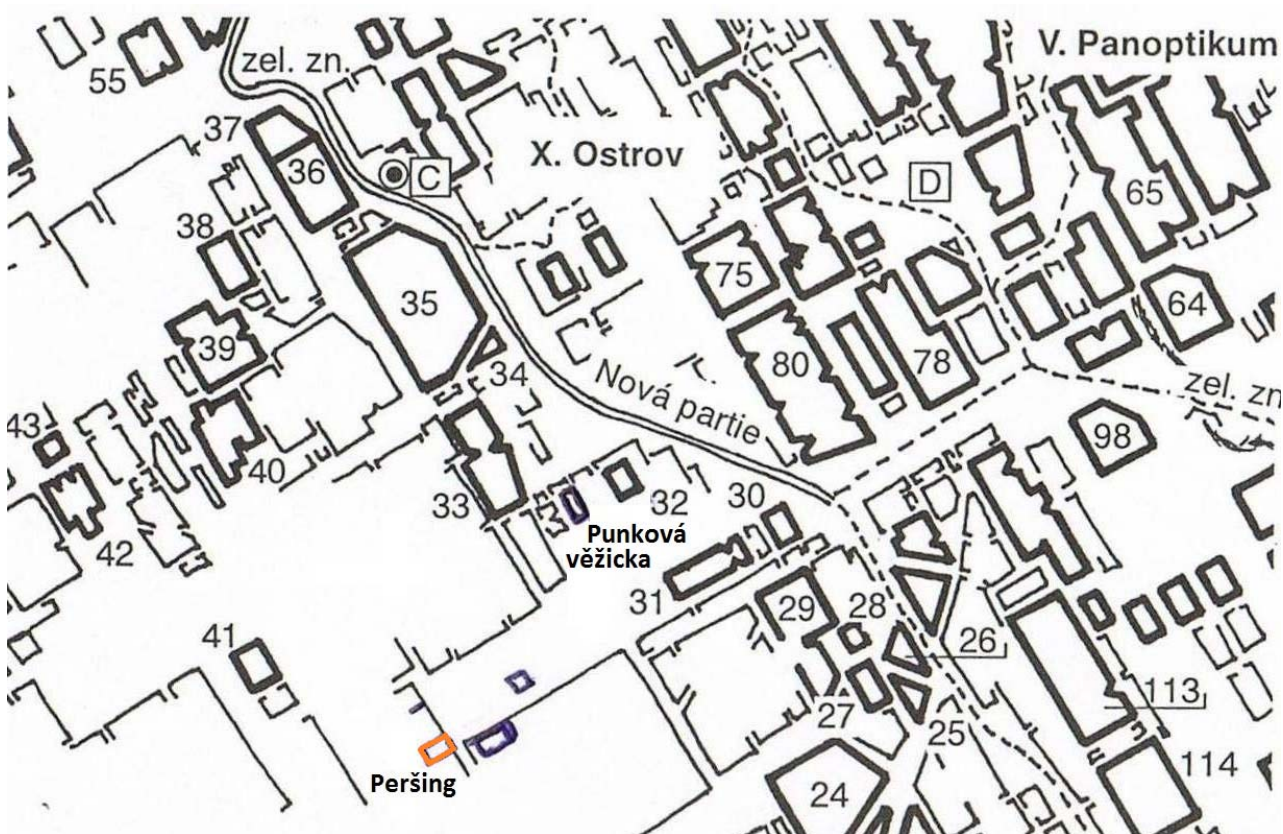 V. Panoptikum
zel. zn.
55
37
36
C
X. Ostrov
D
65
38
35
75
64
39
34
80
78
Nová partie
zel. zn
43
40
98
33
32
30
42
Punková
věžicka
31
29
28
41
26
27
25
113
Peršing
24
114